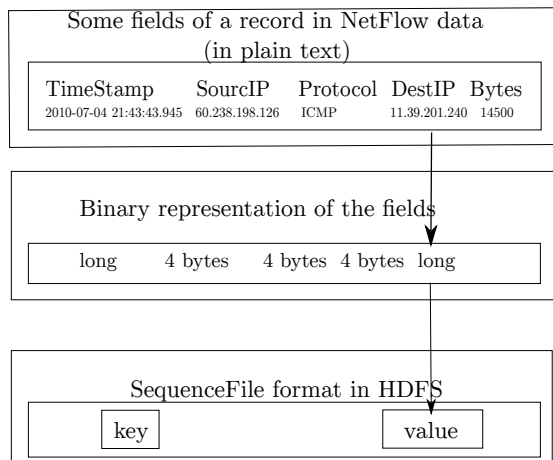 Some fields of a record in NetFlow data
(in plain text)
TimeStamp SourcIP Protocol DestIP Bytes
2010-07-04 21:43:43.945 60.238.198.126 ICMP 11.39.201.240 14500
Binary representation of the fields
long 4 bytes 4 bytes 4 bytes long
SequenceFile format in HDFS
key value